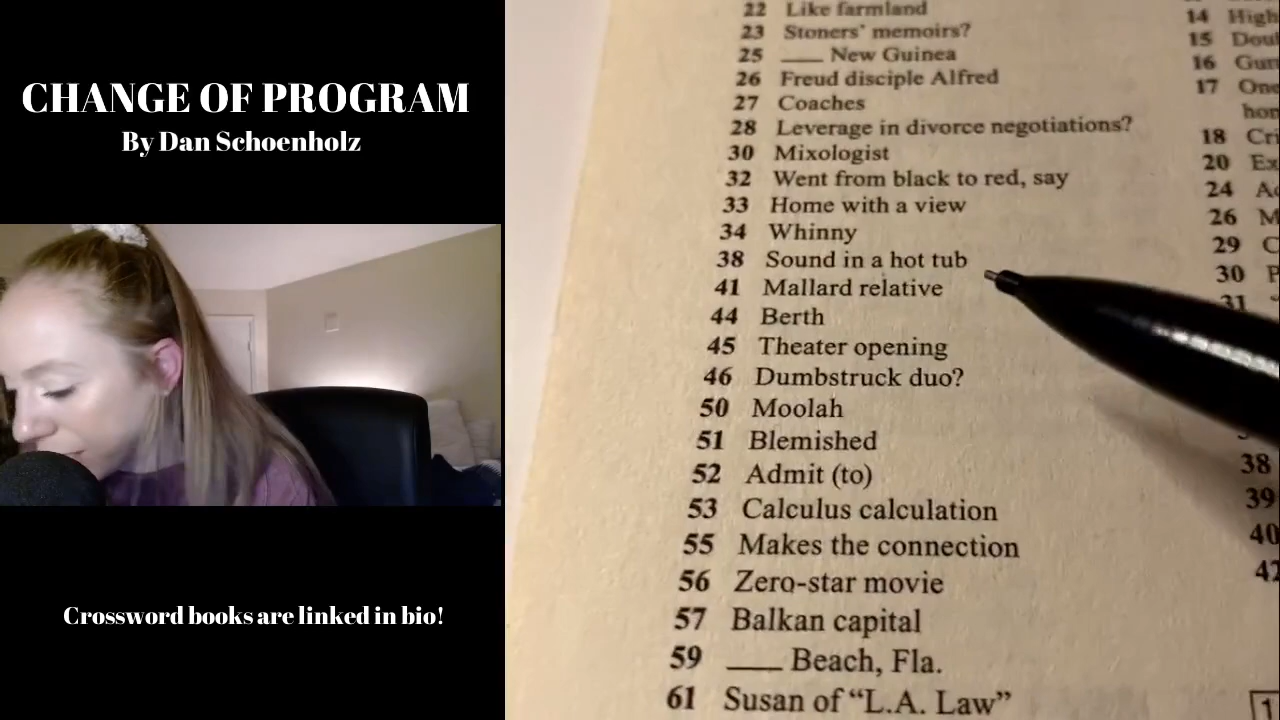 CHANGE OF PROGRAM
By Dan Schoenholz
Crossword books are linked in bio!
22 Like farmland
23 Stoners' memoirs?
25 ___ New Guinea
26 Freud disciple Alfred
27 Coaches
28 Leverage in divorce negotiations?
30 Mixologist
32 Went from black to red, say
33 Home with a view
34 Whinny
38 Sound in a hot tub
41 Mallard relative
44 Berth
45 Theater opening
46 Dumbstruck duo?
50 Moolah
51 Blemished
52 Admit (to)
53 Calculus calculation
55 Makes the connection
56 Zero-star movie
57 Balkan capital
59 ___ Beach, Fla.
61 Susan of "L.A. Law"
14 High
15
16
17 One
18
20
24
26
29
30
31
38
39
40